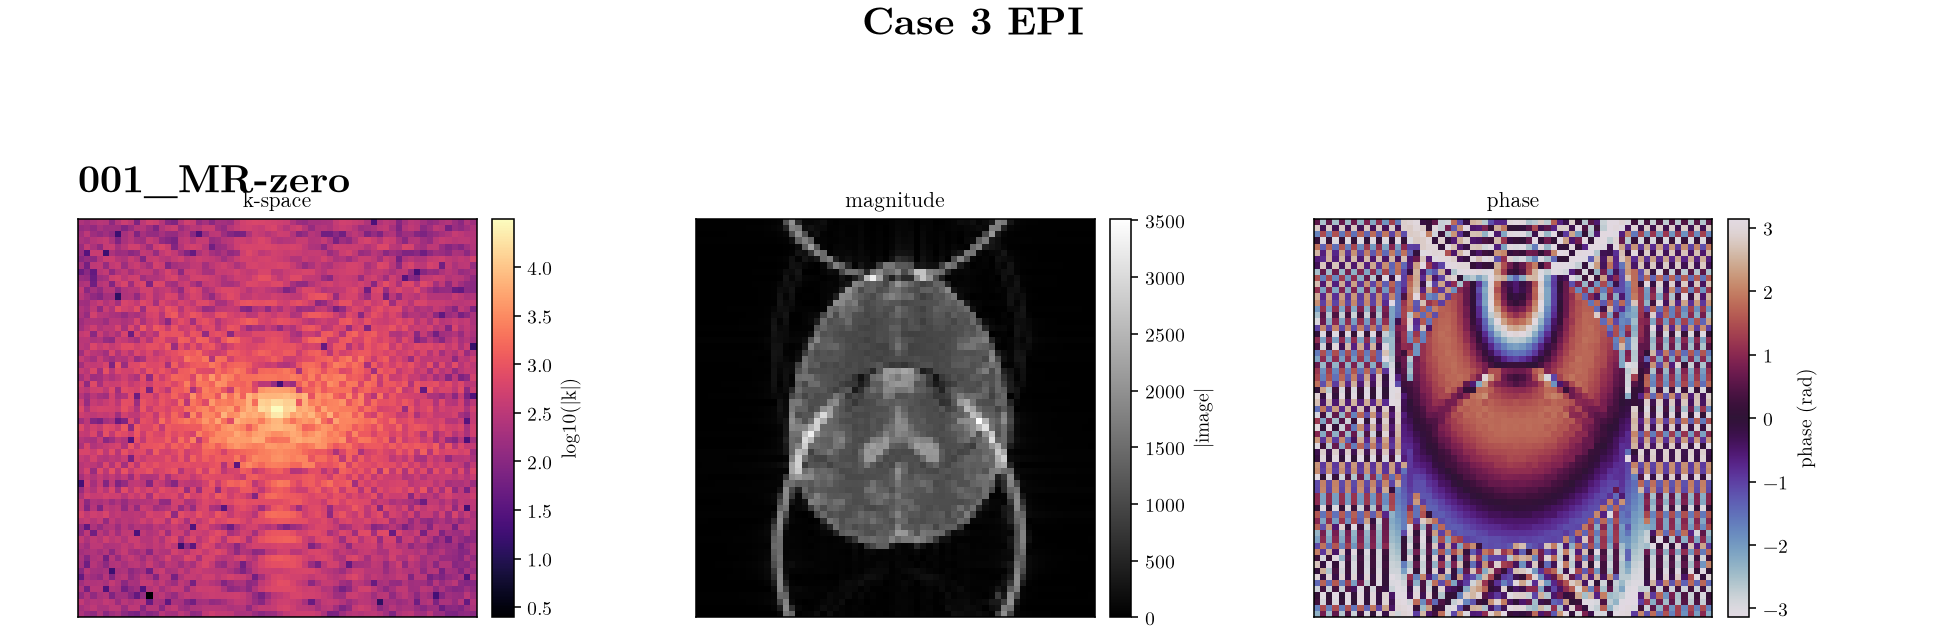 Case 3 EPI
001__MR-zero
k-space
magnitude
phase
4.0
3.5
3.0
2.5
2.0
1.5
1.0
0.5
log10(|k|)
3500
3000
2500
2000
1500
1000
500
0
|image|
3
2
1
0
−1
−2
−3
phase (rad)